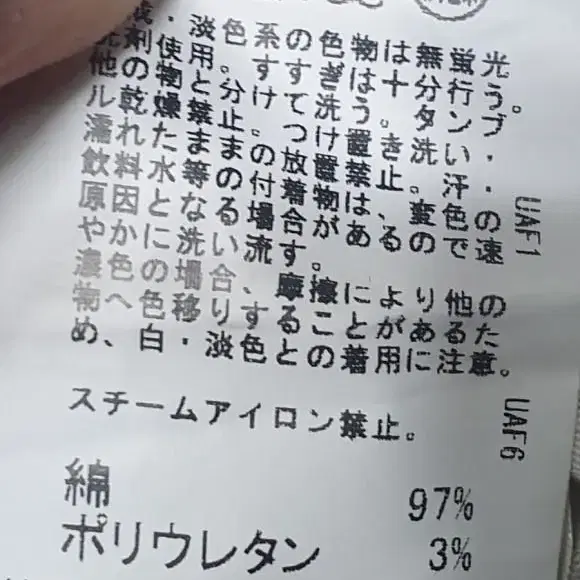 ・淡色系の色物は無蛍光
洗剤使用。すすぎは十分行う。
他の物と分けて洗う。タンブ
ル乾燥禁止。つけ置き洗い・
濡れたままの放置禁止。汗・
飲料水等の付着物は、変色の
原因となる場合があるので速
やかに洗い流す。
濃色の場合、摩擦により他の
物へ色移りすることがあるた
め、白・淡色との着用に注意。
UAF1
スチームアイロン禁止。
UAF6
綿 97%
ポリウレタン 3%